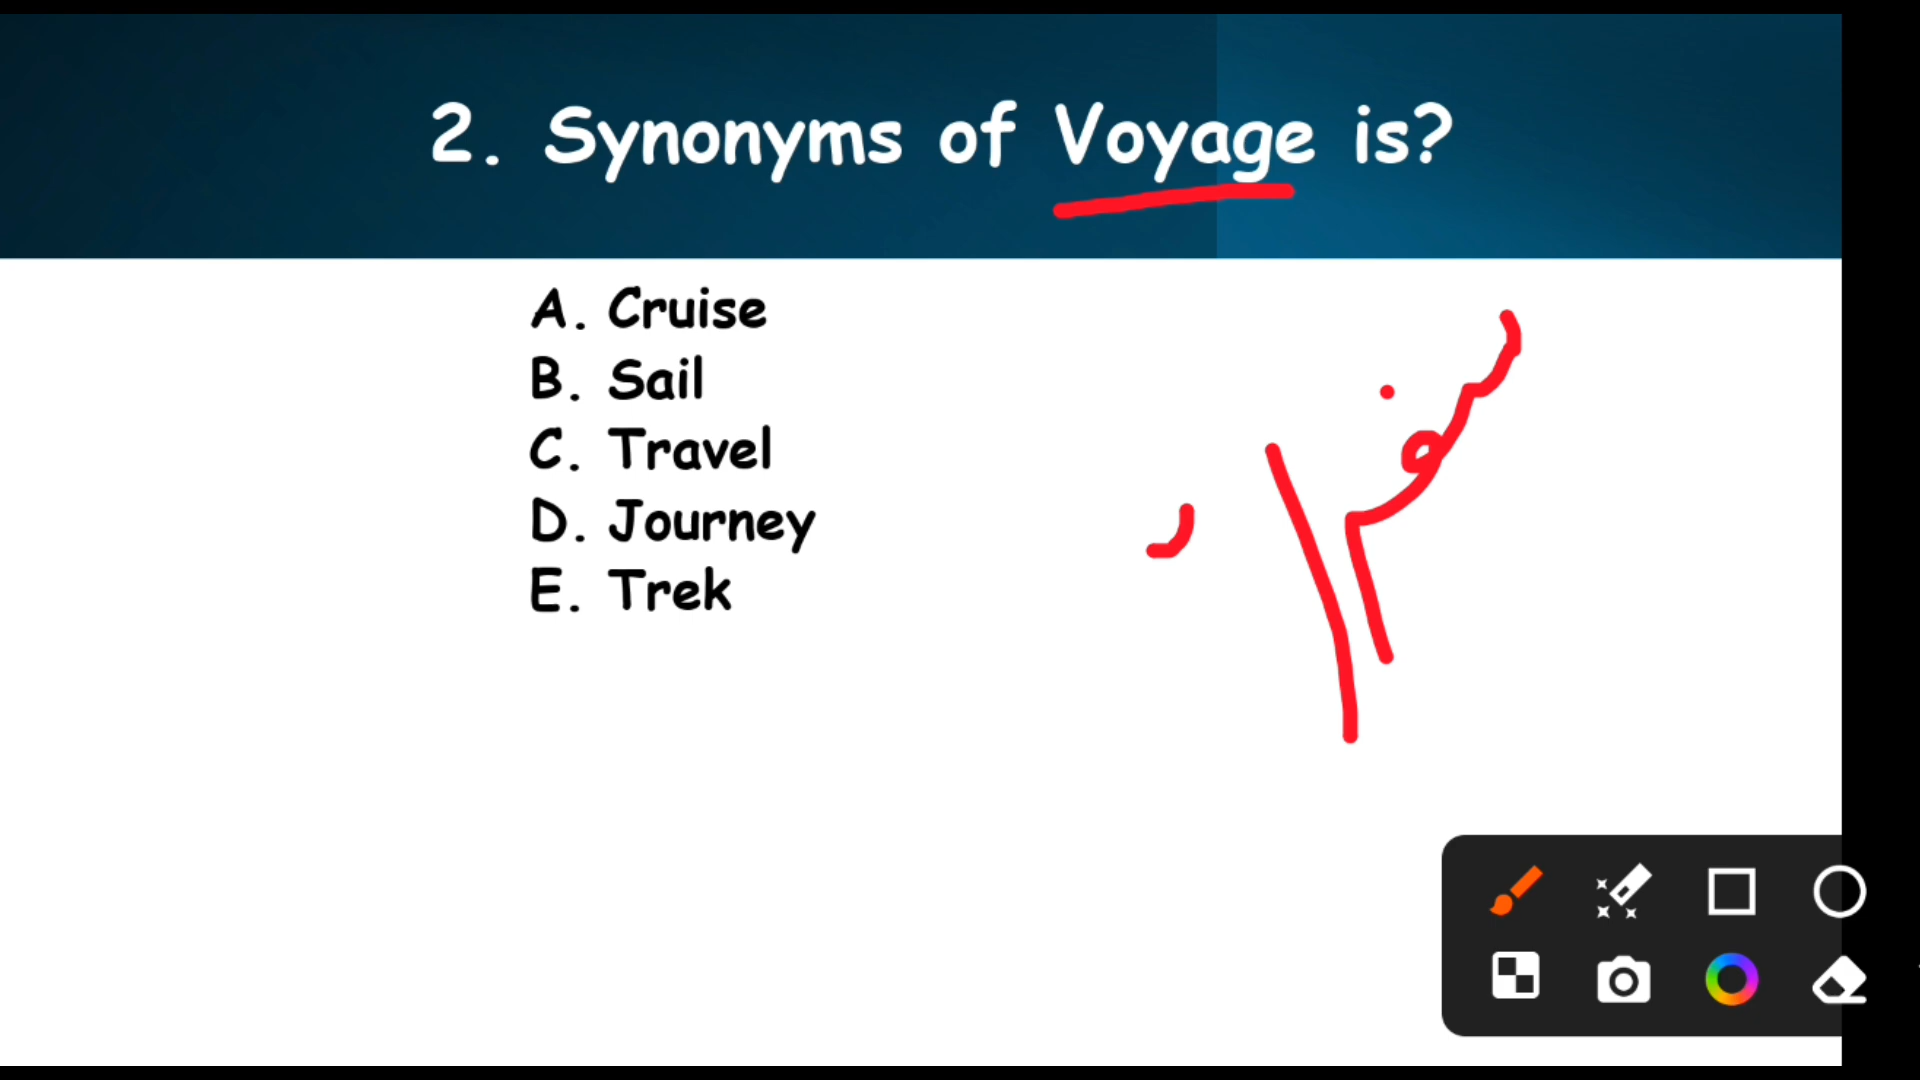 2. Synonyms of Voyage is?
A. Cruise
B. Sail
C. Travel
D. Journey
E. Trek